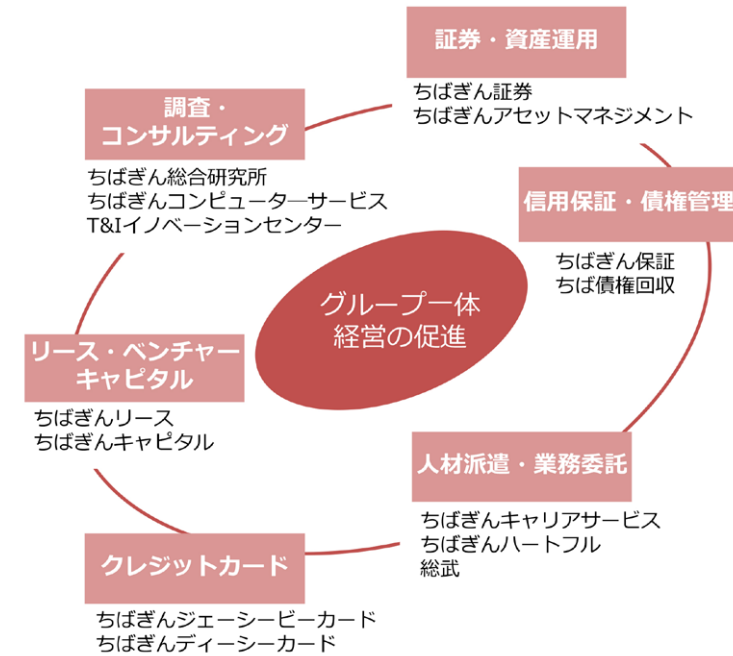 証券・資産運用
ちばぎん証券
ちばぎんアセットマネジメント
調査・
コンサルティング
ちばぎん総合研究所
ちばぎんコンピューターサービス
T&Iイノベーションセンター
信用保証・債権管理
ちばぎん保証
ちば債権回収
グループ一体
経営の促進
リース・ベンチャー
キャピタル
ちばぎんリース
ちばぎんキャピタル
人材派遣・業務委託
ちばぎんキャリアサービス
ちばぎんハートフル
総武
クレジットカード
ちばぎんジェーシービーカード
ちばぎんディーシーカード